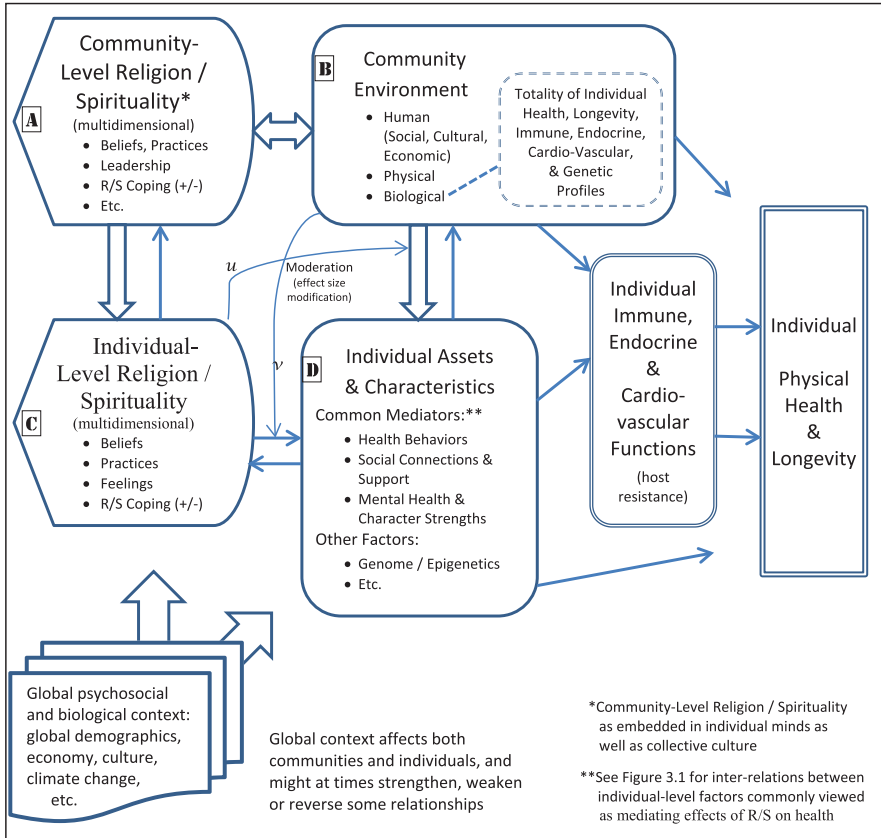 A
Community-
Level Religion /
Spirituality*
(multidimensional)
• Beliefs, Practices
• Leadership
• R/S Coping (+/-)
• Etc.
B
Community
Environment
• Human
(Social, Cultural,
Economic)
• Physical
• Biological
Totality of Individual
Health, Longevity,
Immune, Endocrine,
Cardio-Vascular,
& Genetic
Profiles
u
Moderation
(effect size
modification)
v
C
Individual-
Level Religion /
Spirituality
(multidimensional)
• Beliefs
• Practices
• Feelings
• R/S Coping (+/-)
D
Individual Assets
& Characteristics
Common Mediators:**
• Health Behaviors
• Social Connections &
Support
• Mental Health &
Character Strengths
Other Factors:
• Genome / Epigenetics
• Etc.
Individual
Immune,
Endocrine
&
Cardio-
vascular
Functions
(host
resistance)
Individual
Physical
Health
&
Longevity
Global psychosocial
and biological context:
global demographics,
economy, culture,
climate change,
etc.
Global context affects both
communities and individuals, and
might at times strengthen, weaken
or reverse some relationships
*Community-Level Religion / Spirituality
as embedded in individual minds as
well as collective culture
**See Figure 3.1 for inter-relations between
individual-level factors commonly viewed
as mediating effects of R/S on health